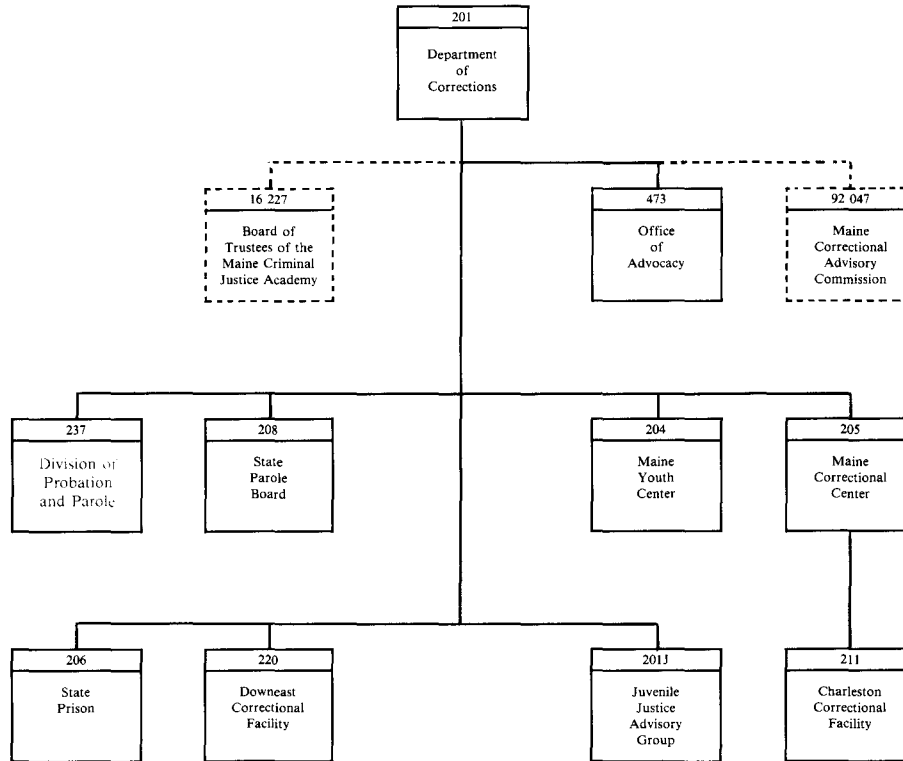 201
Department
of
Corrections
16 227
Board of
Trustees of the
Maine Criminal
Justice Academy
473
Office
of
Advocacy
92 047
Maine
Correctional
Advisory
Commission
237
Division of
Probation
and Parole
208
State
Parole
Board
204
Maine
Youth
Center
205
Maine
Correctional
Center
206
State
Prison
220
Downeast
Correctional
Facility
201J
Juvenile
Justice
Advisory
Group
211
Charleston
Correctional
Facility